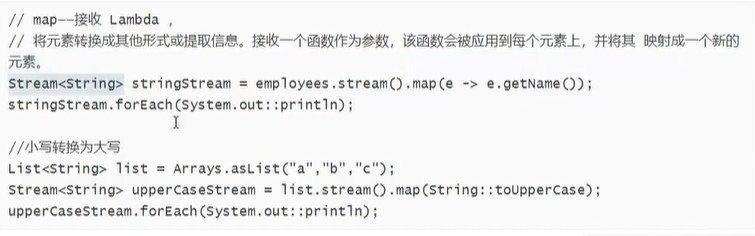 // map——接收 Lambda ，
// 将元素转换成其他形式或提取信息。接收一个函数作为参数，该函数会被应用到每个元素上，并将其 映射成一个新的
元素。
Stream<String> stringStream = employees.stream().map(e -> e.getName());
stringStream.forEach(System.out::println);
//小写转换为大写
List<String> list = Arrays.asList("a","b","c");
Stream<String> upperCaseStream = list.stream().map(String::toUpperCase);
upperCaseStream.forEach(System.out::println);